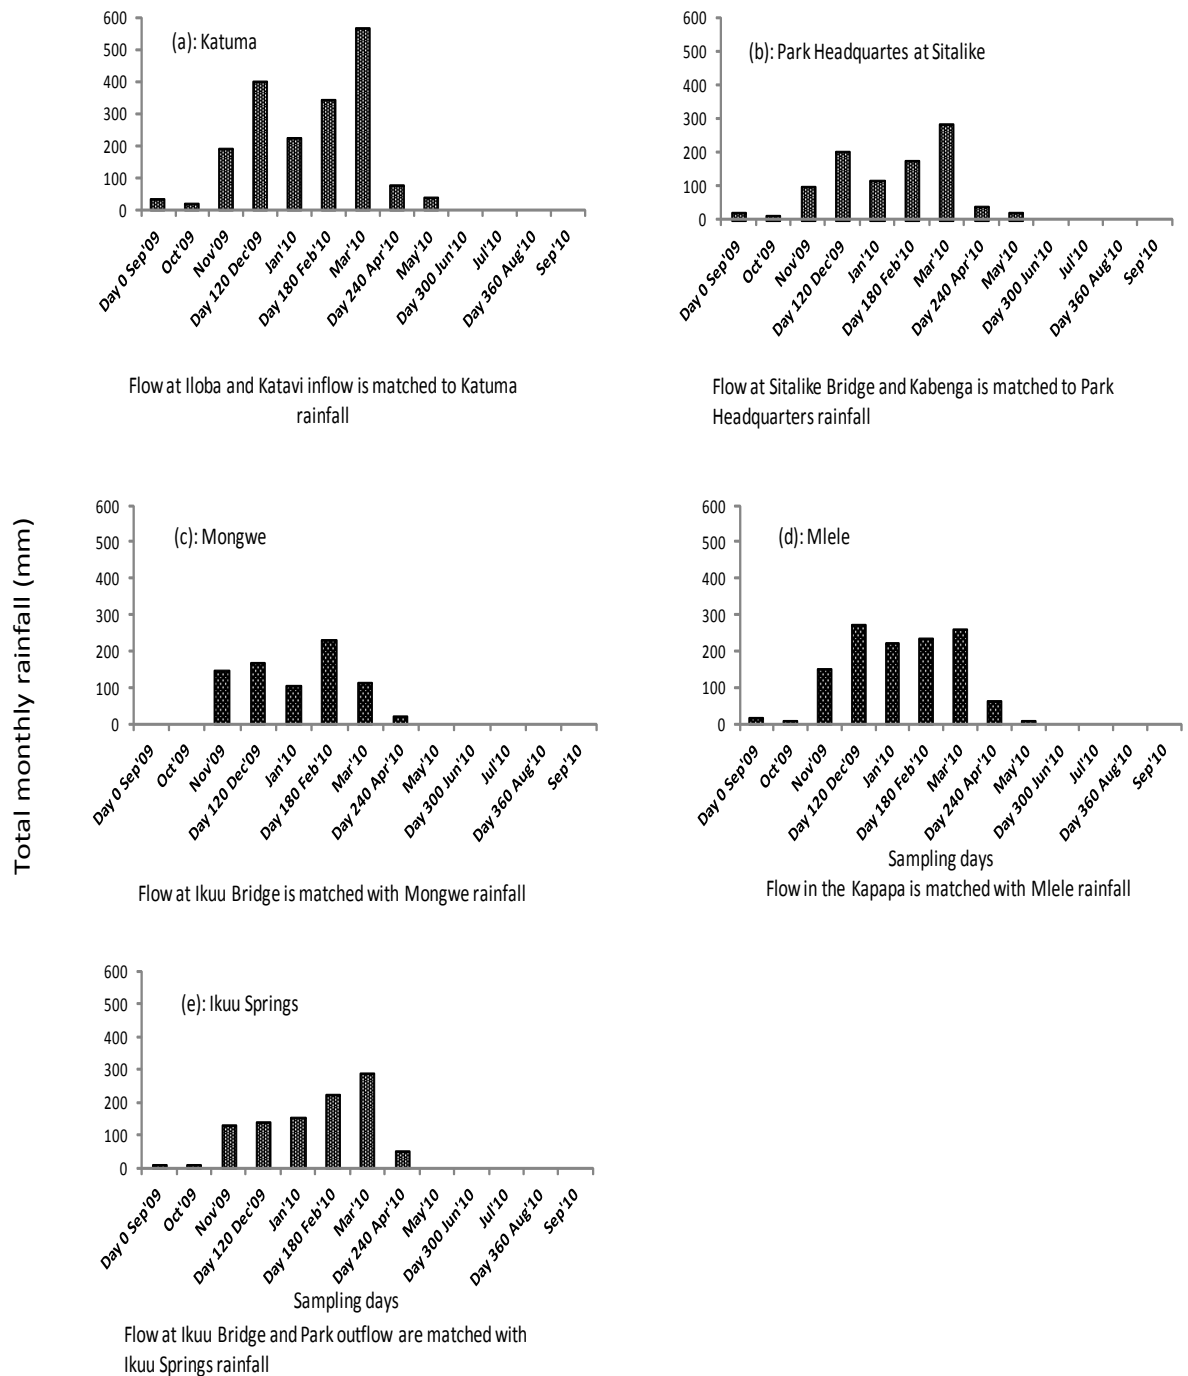 Total monthly rainfall (mm)
600
500
400
300
200
100
0
(a): Katuma
Day 0 Sep'09
Oct'09
Nov'09
Day 120 Dec'09
Jan'10
Day 180 Feb'10
Mar'10
Day 240 Apr'10
May'10
Day 300 Jun'10
Jul'10
Day 360 Aug'10
Sep'10
Flow at Iloba and Katavi inflow is matched to Katuma
rainfall
600
500
400
300
200
100
0
(b): Park Headquartes at Sitalike
Day 0 Sep'09
Oct'09
Nov'09
Day 120 Dec'09
Jan'10
Day 180 Feb'10
Mar'10
Day 240 Apr'10
May'10
Day 300 Jun'10
Jul'10
Day 360 Aug'10
Sep'10
Flow at Sitalike Bridge and Kabenga is matched to Park
Headquarters rainfall
600
500
400
300
200
100
0
(c): Mongwe
Day 0 Sep'09
Oct'09
Nov'09
Day 120 Dec'09
Jan'10
Day 180 Feb'10
Mar'10
Day 240 Apr'10
May'10
Day 300 Jun'10
Jul'10
Day 360 Aug'10
Sep'10
Flow at Ikuu Bridge is matched with Mongwe rainfall
600
500
400
300
200
100
0
(d): Mlele
Day 0 Sep'09
Oct'09
Nov'09
Day 120 Dec'09
Jan'10
Day 180 Feb'10
Mar'10
Day 240 Apr'10
May'10
Day 300 Jun'10
Jul'10
Day 360 Aug'10
Sep'10
Sampling days
Flow in the Kapapa is matched with Mlele rainfall
600
500
400
300
200
100
0
(e): Ikuu Springs
Day 0 Sep'09
Oct'09
Nov'09
Day 120 Dec'09
Jan'10
Day 180 Feb'10
Mar'10
Day 240 Apr'10
May'10
Day 300 Jun'10
Jul'10
Day 360 Aug'10
Sep'10
Sampling days
Flow at Ikuu Bridge and Park outflow are matched with
Ikuu Springs rainfall